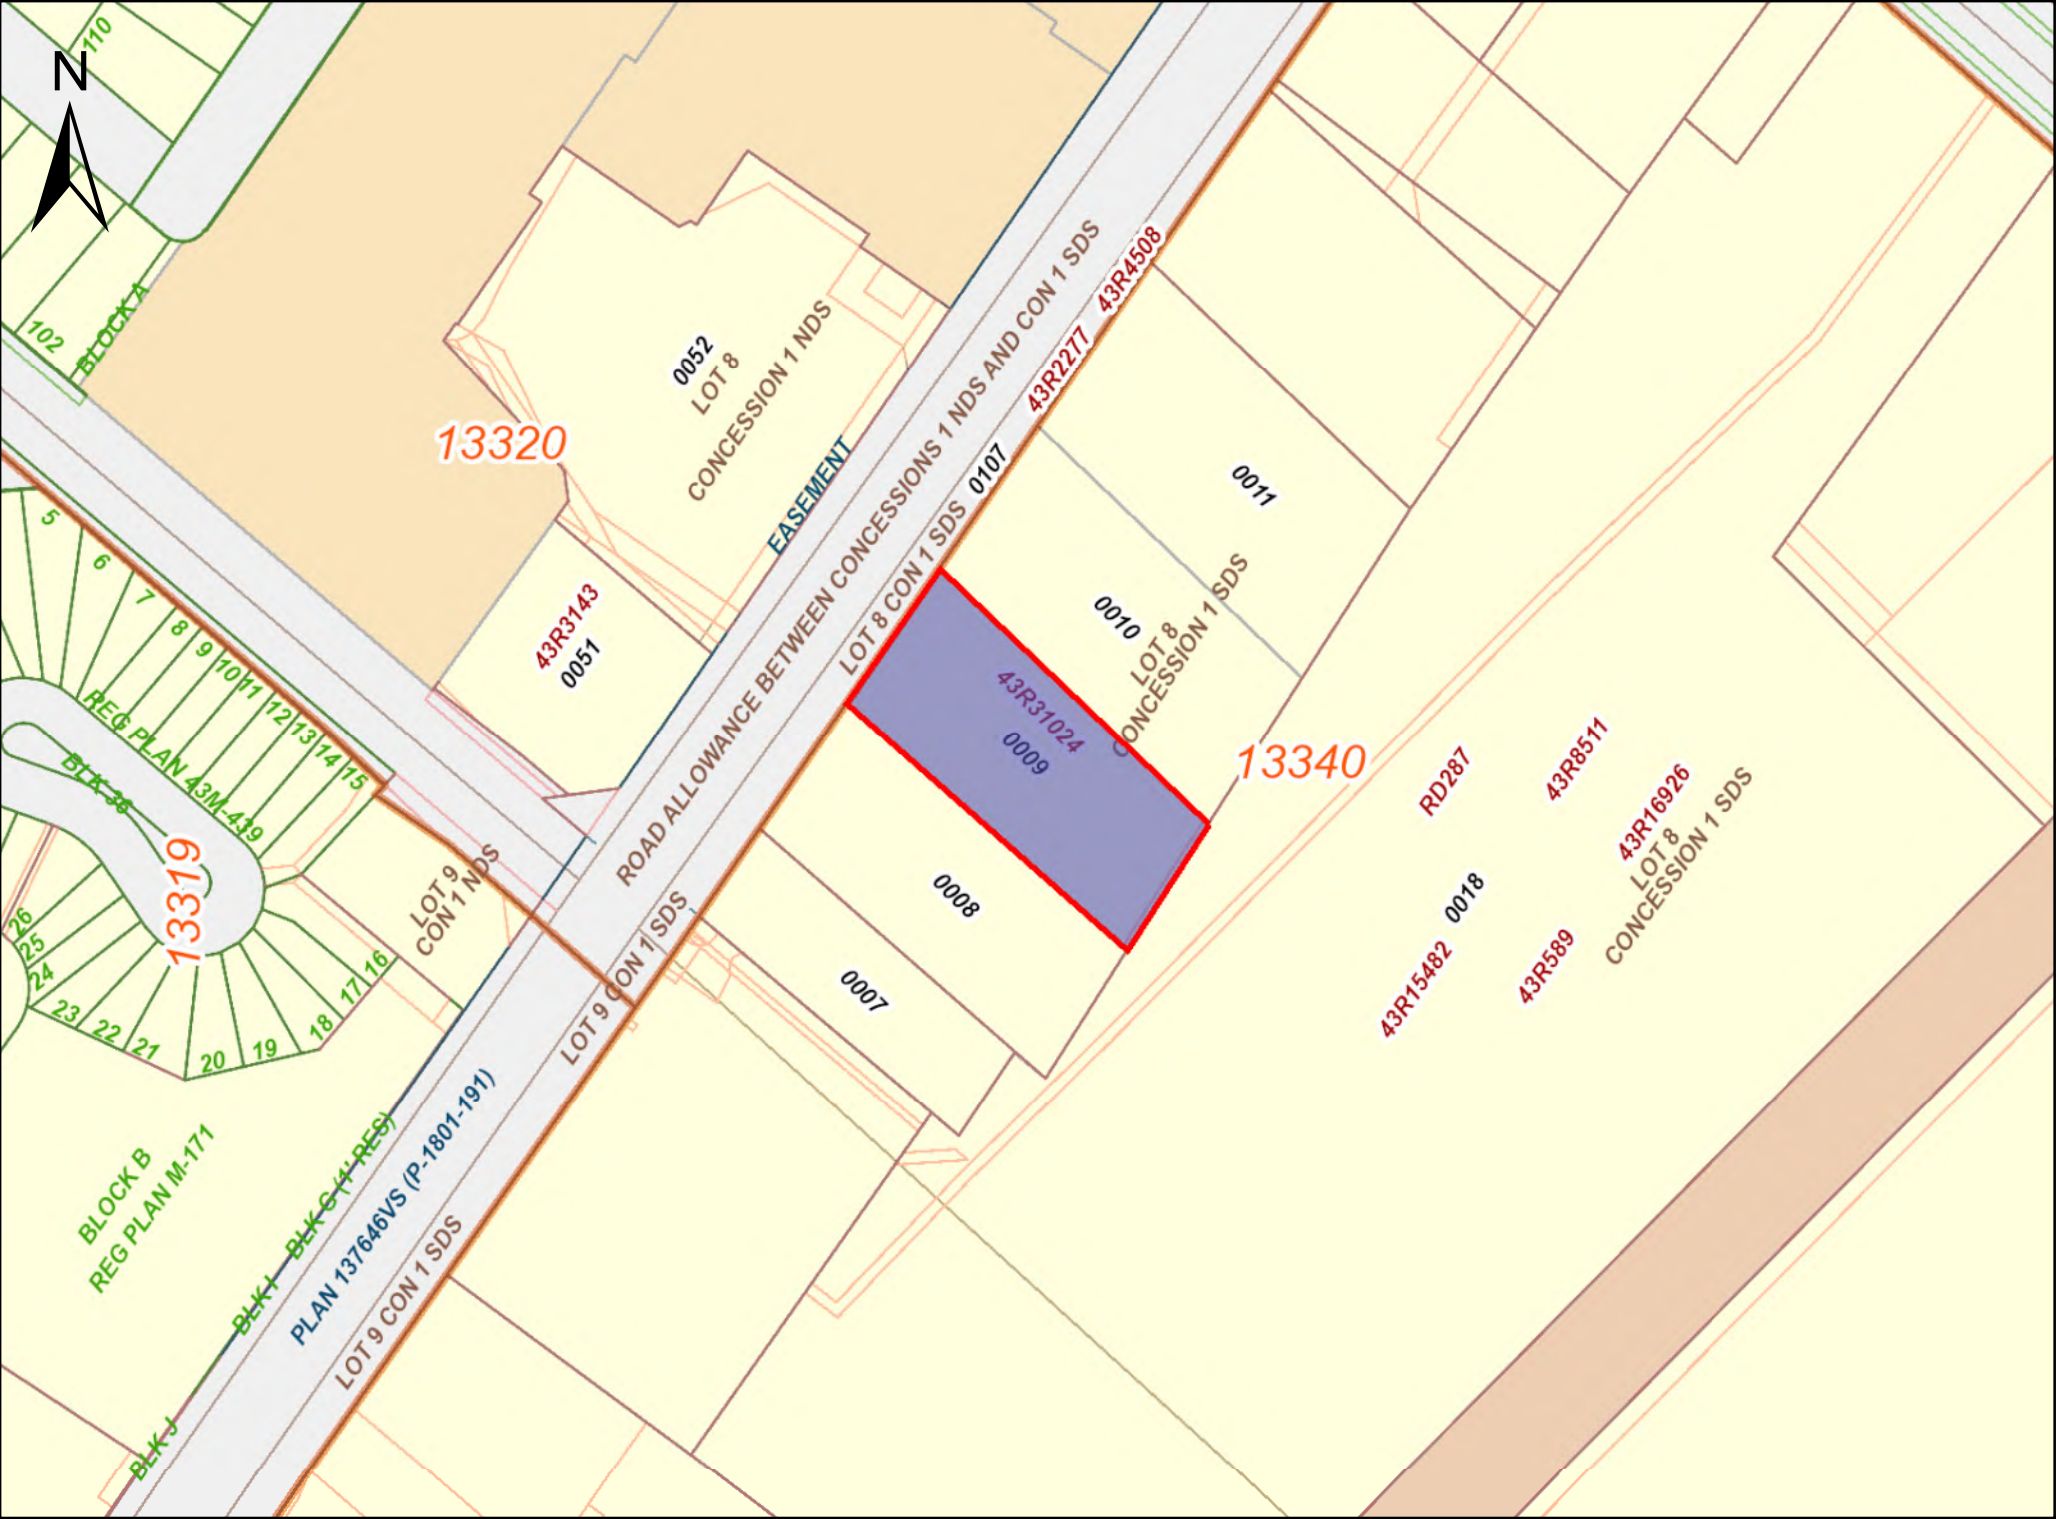 110
N
102
BLOCK A
13320
0052
LOT 8
CONCESSION 1 NDS
EASEMENT
ROAD ALLOWANCE BETWEEN CONCESSIONS 1 NDS AND CON 1 SDS
43R4508
43R2277
0107
LOT 8 CON 1 SDS
0011
0010
LOT 8
CONCESSION 1 SDS
43R31024
0009
13340
43R3143
0051
5
6
7
8
9
10
11
12
13
14
15
REG PLAN 43M-439
BLK 36
13319
LOT 9
CON 1 NDS
26
25
24
23
22
21
20
19
18
17
16
0008
0007
LOT 9 CON 1 SDS
RD287
43R8511
43R16926
LOT 8
CONCESSION 1 SDS
0018
43R15482
43R589
BLOCK B
REG PLAN M-171
BLK G (1' RES)
BLK I
PLAN 137646VS (P-1801-191)
LOT 9 CON 1 SDS
BLK J